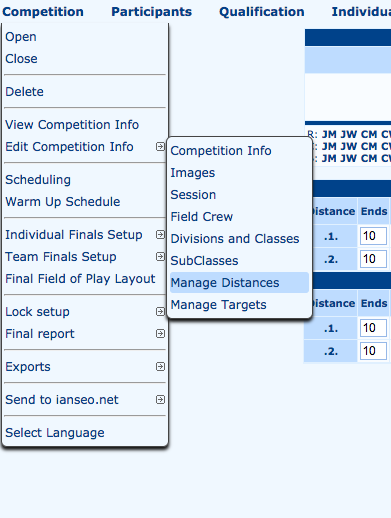 Competition Participants Qualification Individua
Open
Close
Delete
View Competition Info
Edit Competition Info
Scheduling
Warm Up Schedule
Individual Finals Setup
Team Finals Setup
Final Field of Play Layout
Lock setup
Final report
Exports
Send to ianseo.net
Select Language
Competition Info
Images
Session
Field Crew
Divisions and Classes
SubClasses
Manage Distances
Manage Targets
R: JM JW CM CW
: JM JW CM CW
: JM JW CM CW
Distance Ends
.1. 10
.2. 10
Distance Ends
.1. 10
.2. 10